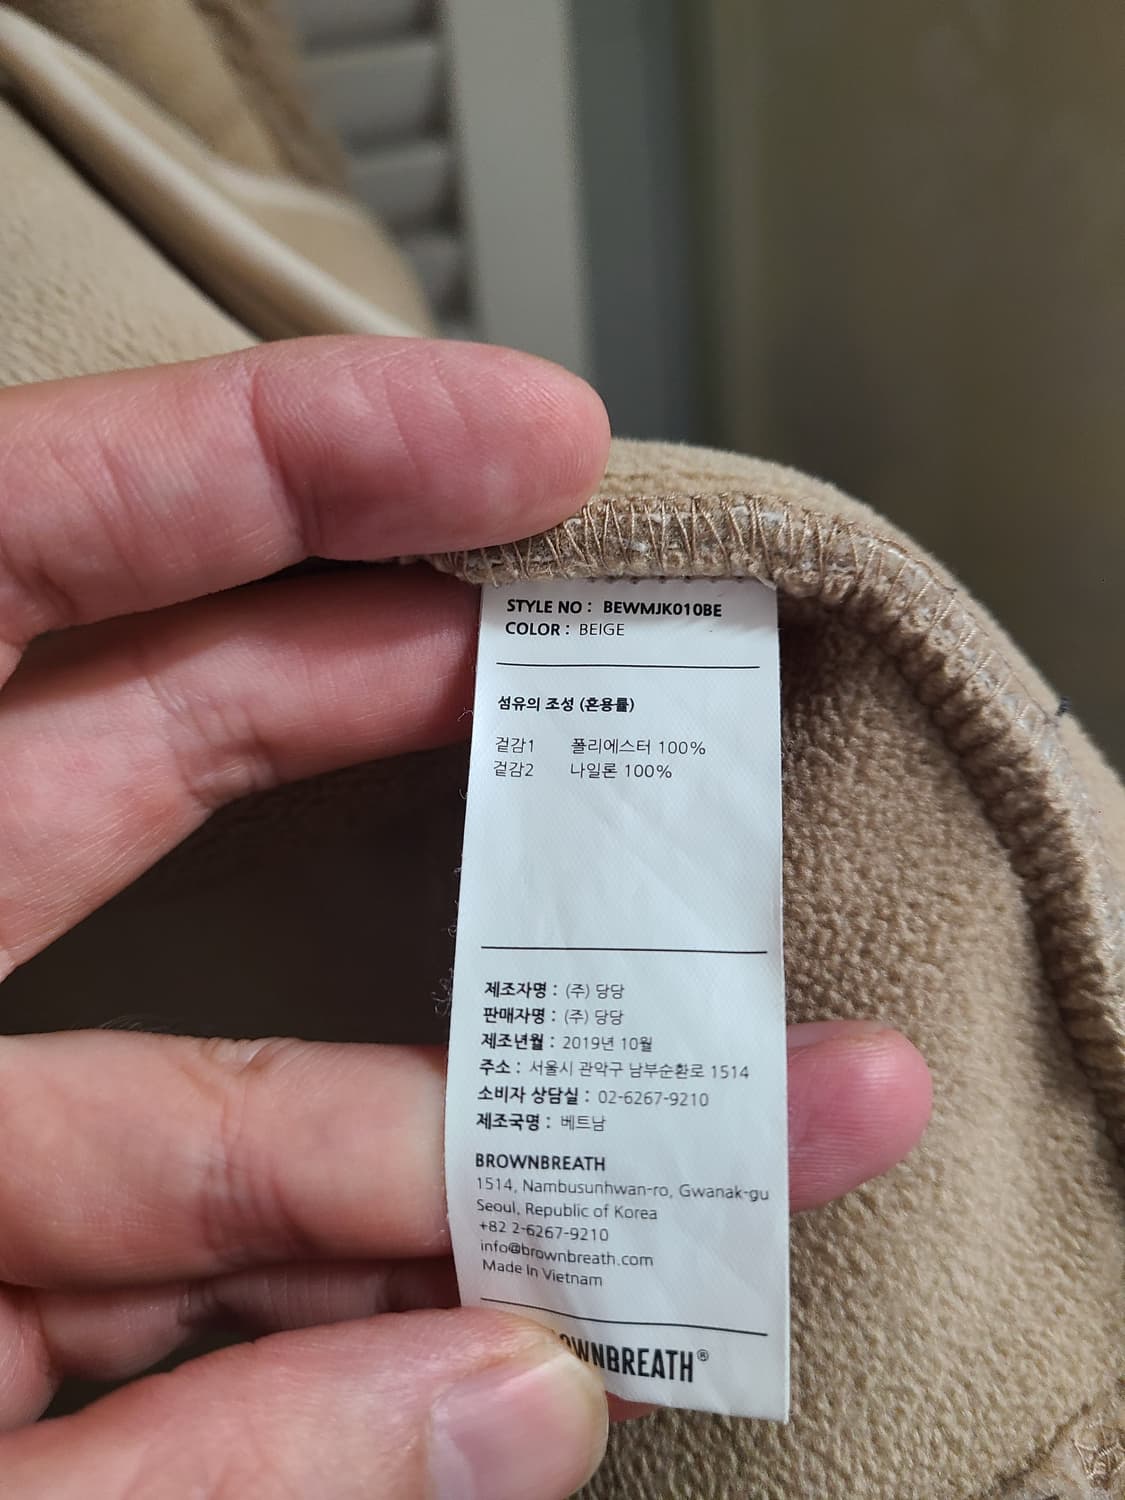 STYLE NO : BEWMJK010BE
COLOR : BEIGE
섬유의 조성 (혼용률)
겉감1 폴리에스터 100%
겉감2 나일론 100%
제조자명 : (주) 당당
판매자명 : (주) 당당
제조년월 : 2019년 10월
주소 : 서울시 관악구 남부순환로 1514
소비자 상담실 : 02-6267-9210
제조국명 : 베트남
BROWNBREATH
1514, Nambusunhwan-ro, Gwanak-gu
Seoul, Republic of Korea
+82 2-6267-9210
info@brownbreath.com
Made In Vietnam
OWNBREATH®